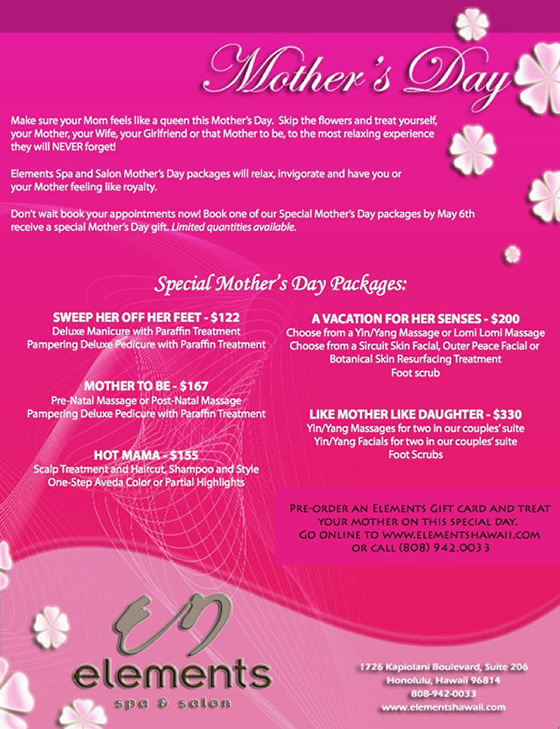 Mother's Day
Make sure your Mom feels like a queen this Mother's Day.  Skip the flowers and treat yourself,
your Mother, your Wife, your Girlfriend or that Mother to be, to the most relaxing experience
they will NEVER forget!
Elements Spa and Salon Mother's Day packages will relax, invigorate and have you or
your Mother feeling like royalty.
Don't wait book your appointments now! Book one of our Special Mother's Day packages by May 6th
receive a special Mother's Day gift. Limited quantities available.
Special Mother's Day Packages:
SWEEP HER OFF HER FEET - $122
Deluxe Manicure with Paraffin Treatment
Pampering Deluxe Pedicure with Paraffin Treatment
MOTHER TO BE - $167
Pre-Natal Massage or Post-Natal Massage
Pampering Deluxe Pedicure with Paraffin Treatment
HOT MAMA - $155
Scalp Treatment and Haircut, Shampoo and Style
One-Step Aveda Color or Partial Highlights
A VACATION FOR HER SENSES - $200
Choose from a Yin/Yang Massage or Lomi Lomi Massage
Choose from a Sircuit Skin Facial, Outer Peace Facial or
Botanical Skin Resurfacing Treatment
Foot scrub
LIKE MOTHER LIKE DAUGHTER - $330
Yin/Yang Massages for two in our couples' suite
Yin/Yang Facials for two in our couples' suite
Foot Scrubs
Pre-order an Elements Gift card and treat
your mother on this special day.
Go online to www.elementshawaii.com
or call (808) 942.0033
elements
spa & salon
1726 Kapiolani Boulevard, Suite 206
Honolulu, Hawaii 96814
808-942-0033
www.elementshawaii.com